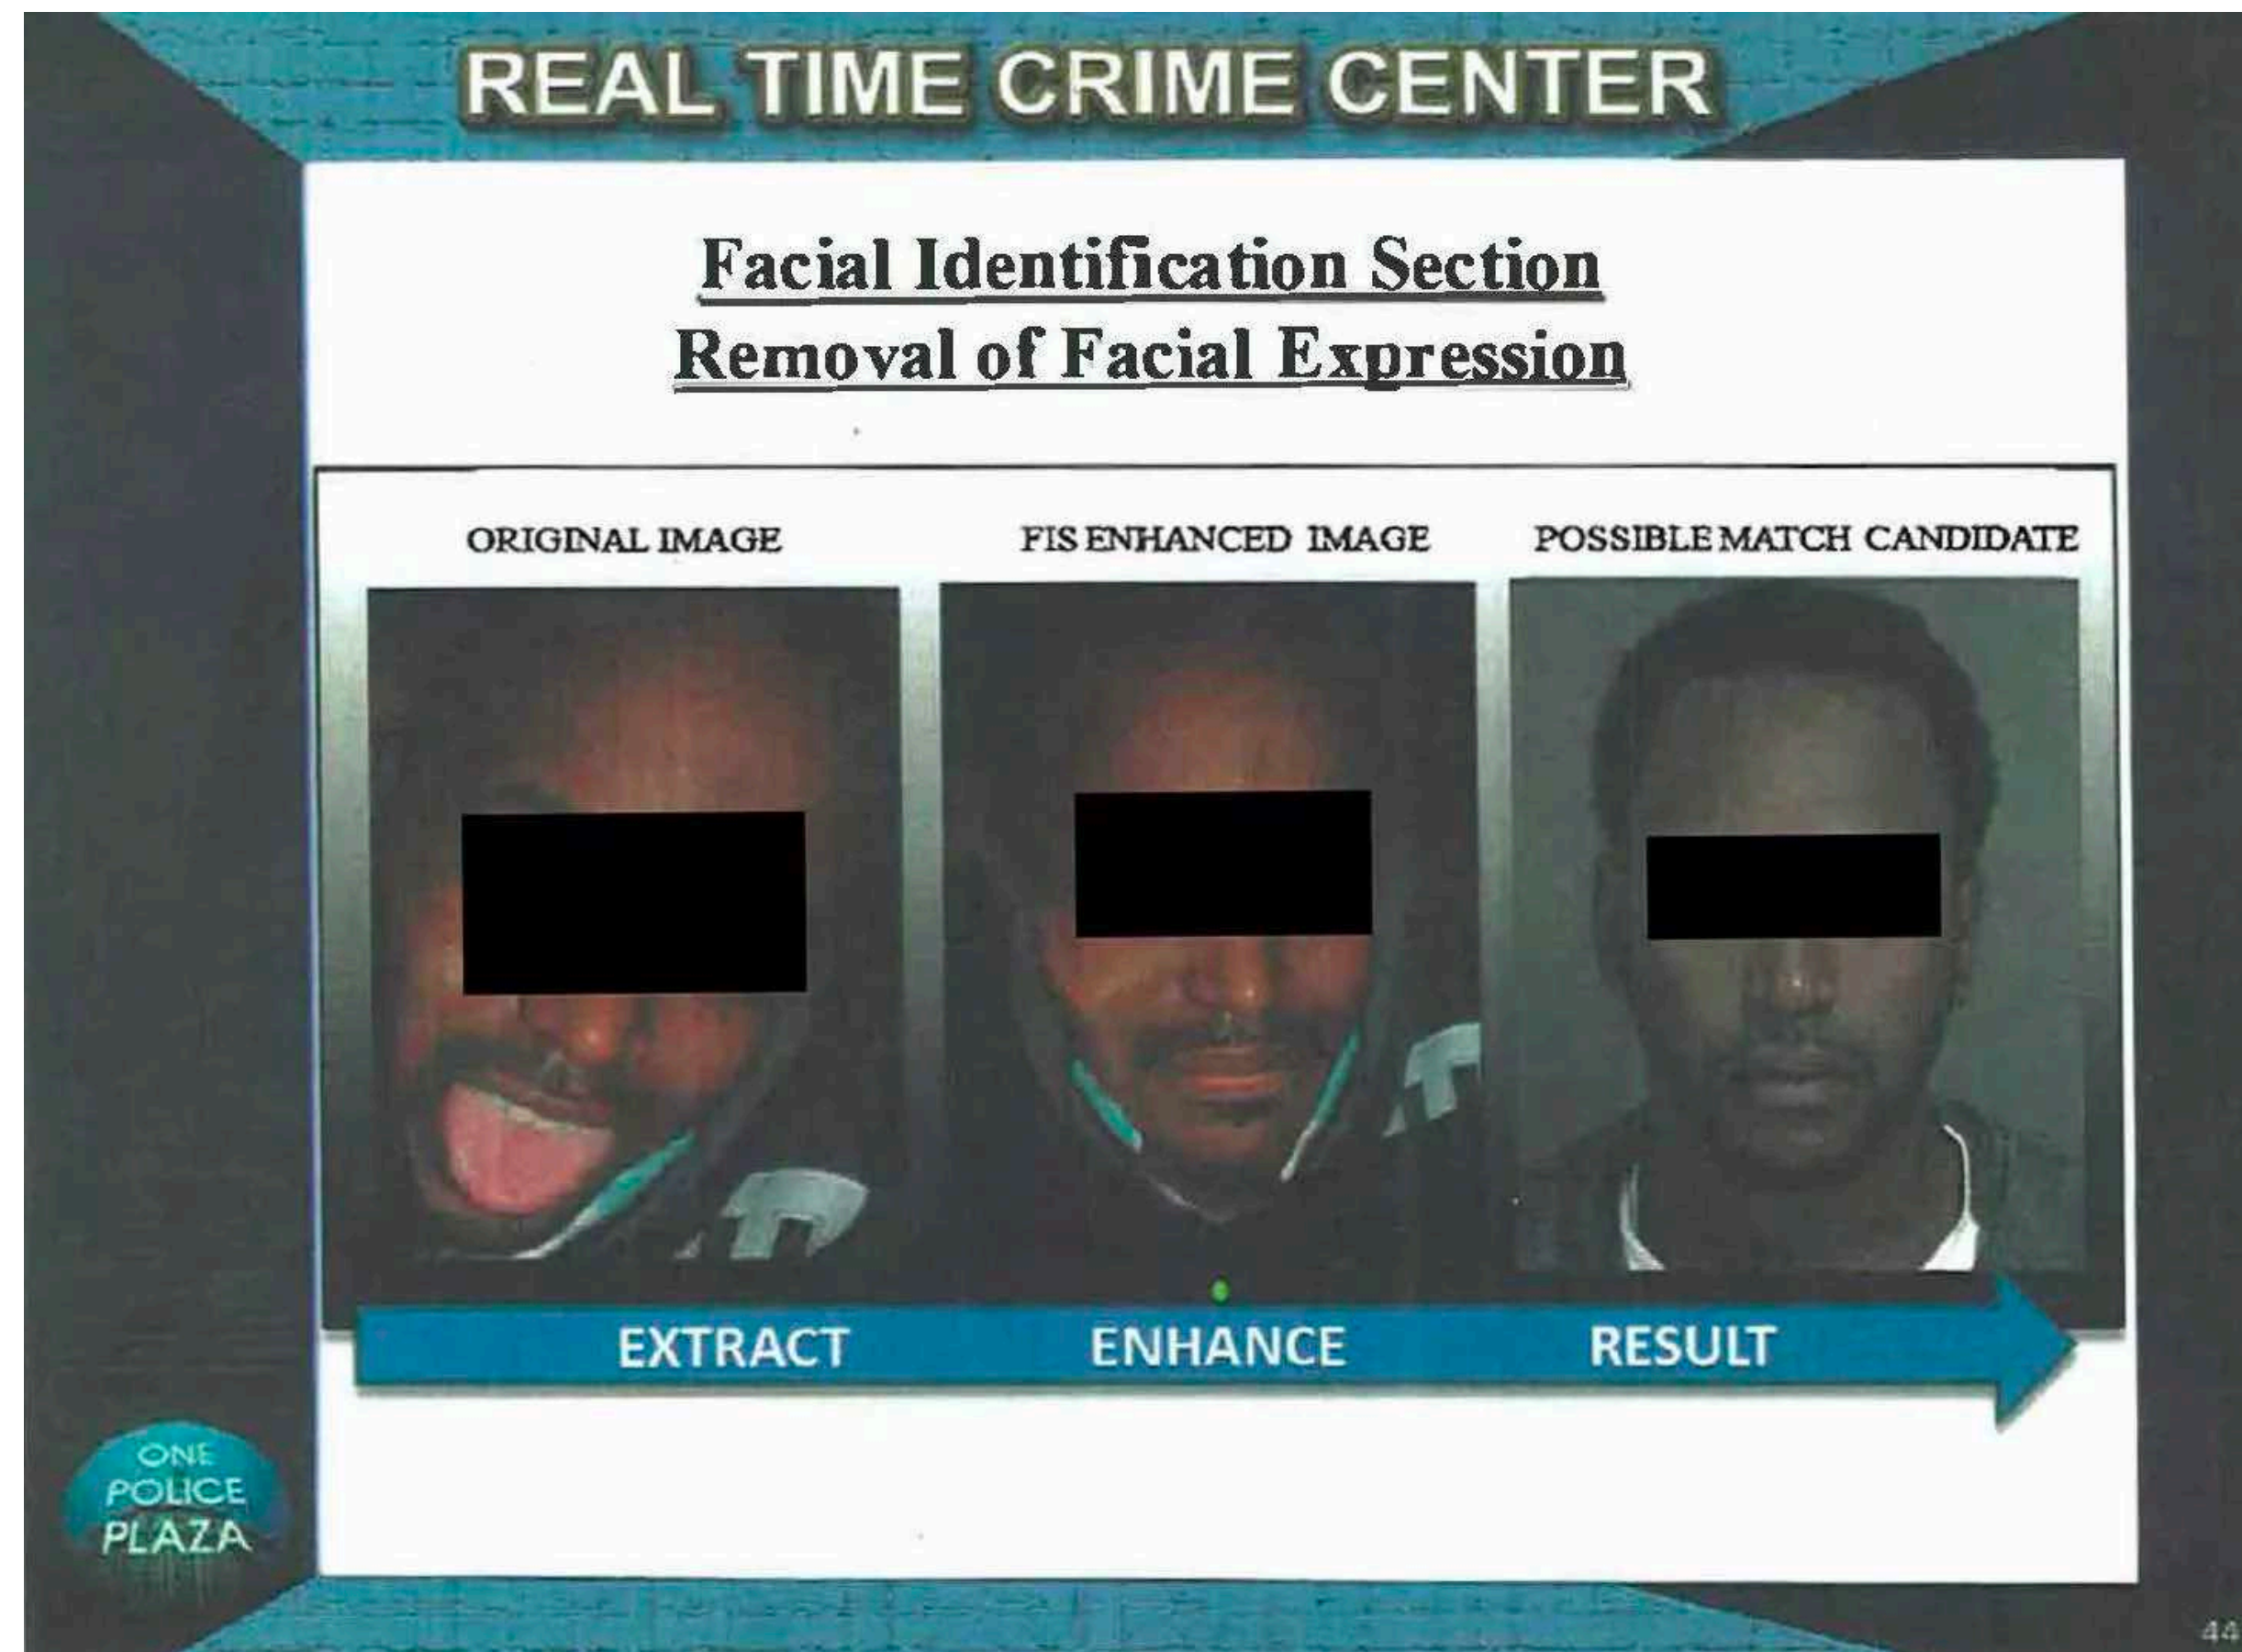 REAL TIME CRIME CENTER
Facial Identification Section
Removal of Facial Expression
ORIGINAL IMAGE
FIS ENHANCED IMAGE
POSSIBLE MATCH CANDIDATE
EXTRACT
ENHANCE
RESULT
ONE
POLICE
PLAZA
44